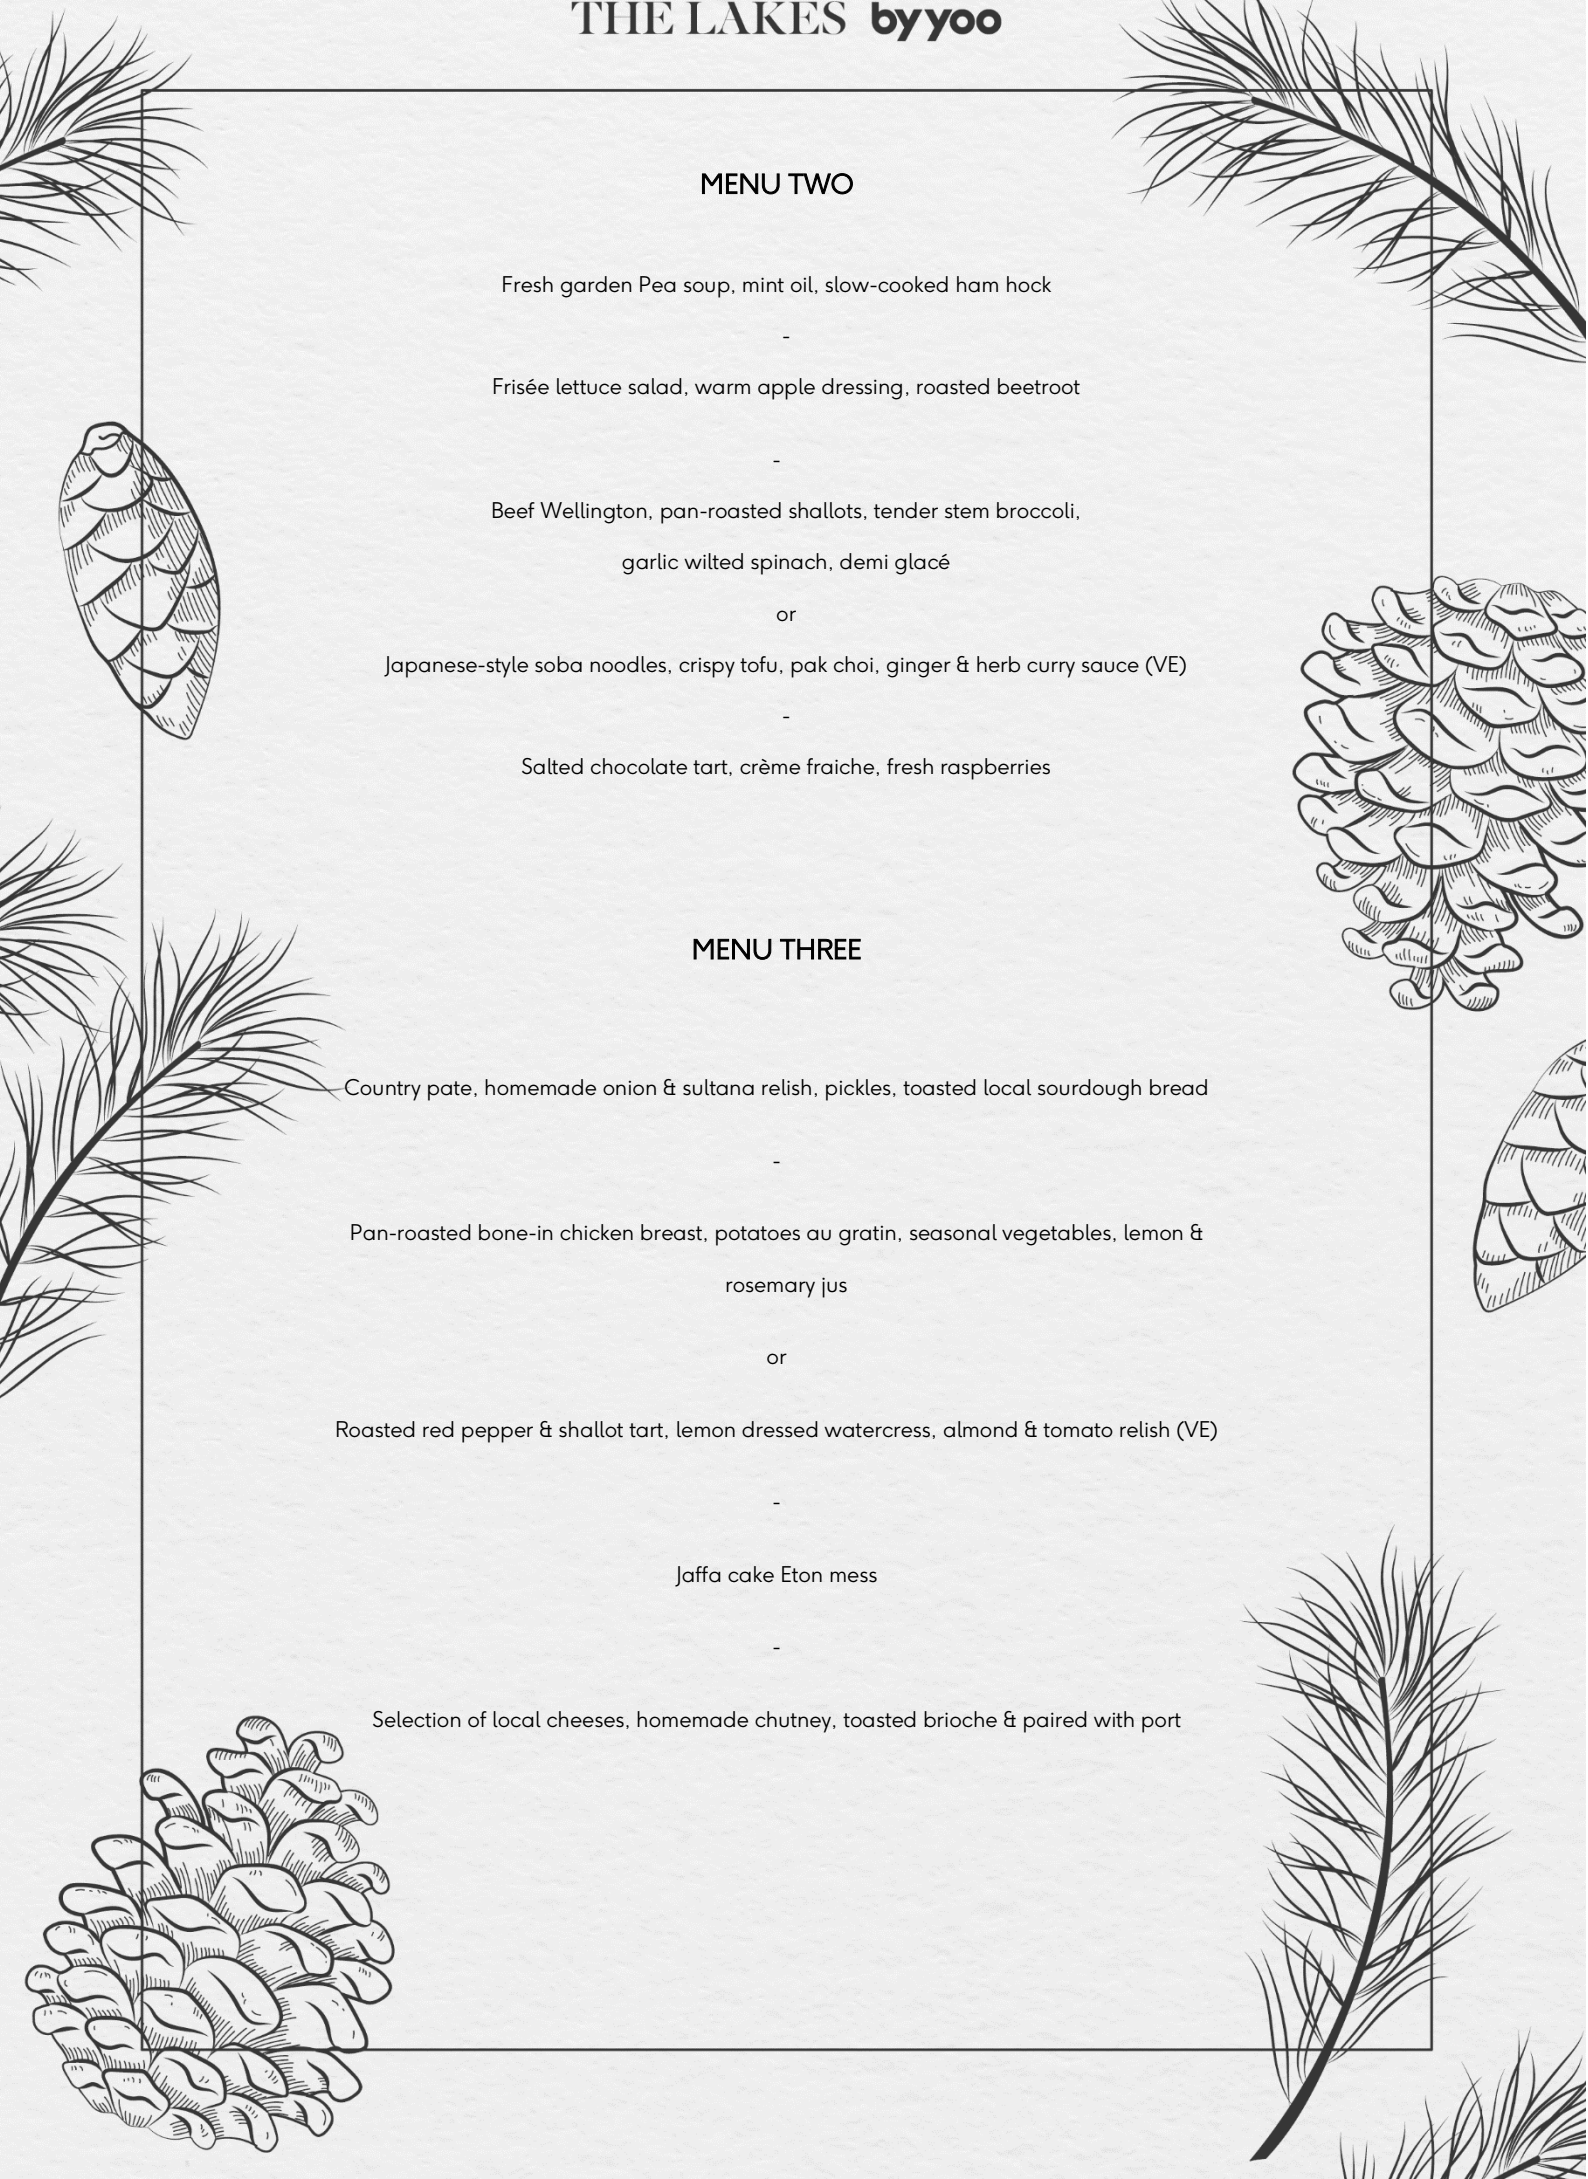 THE LAKES by yoo
MENU TWO
Fresh garden Pea soup, mint oil, slow-cooked ham hock
-
Frisée lettuce salad, warm apple dressing, roasted beetroot
-
Beef Wellington, pan-roasted shallots, tender stem broccoli,
garlic wilted spinach, demi glacé
or
Japanese-style soba noodles, crispy tofu, pak choi, ginger & herb curry sauce (VE)
-
Salted chocolate tart, crème fraiche, fresh raspberries
MENU THREE
Country pate, homemade onion & sultana relish, pickles, toasted local sourdough bread
-
Pan-roasted bone-in chicken breast, potatoes au gratin, seasonal vegetables, lemon &
rosemary jus
or
Roasted red pepper & shallot tart, lemon dressed watercress, almond & tomato relish (VE)
-
Jaffa cake Eton mess
-
Selection of local cheeses, homemade chutney, toasted brioche & paired with port